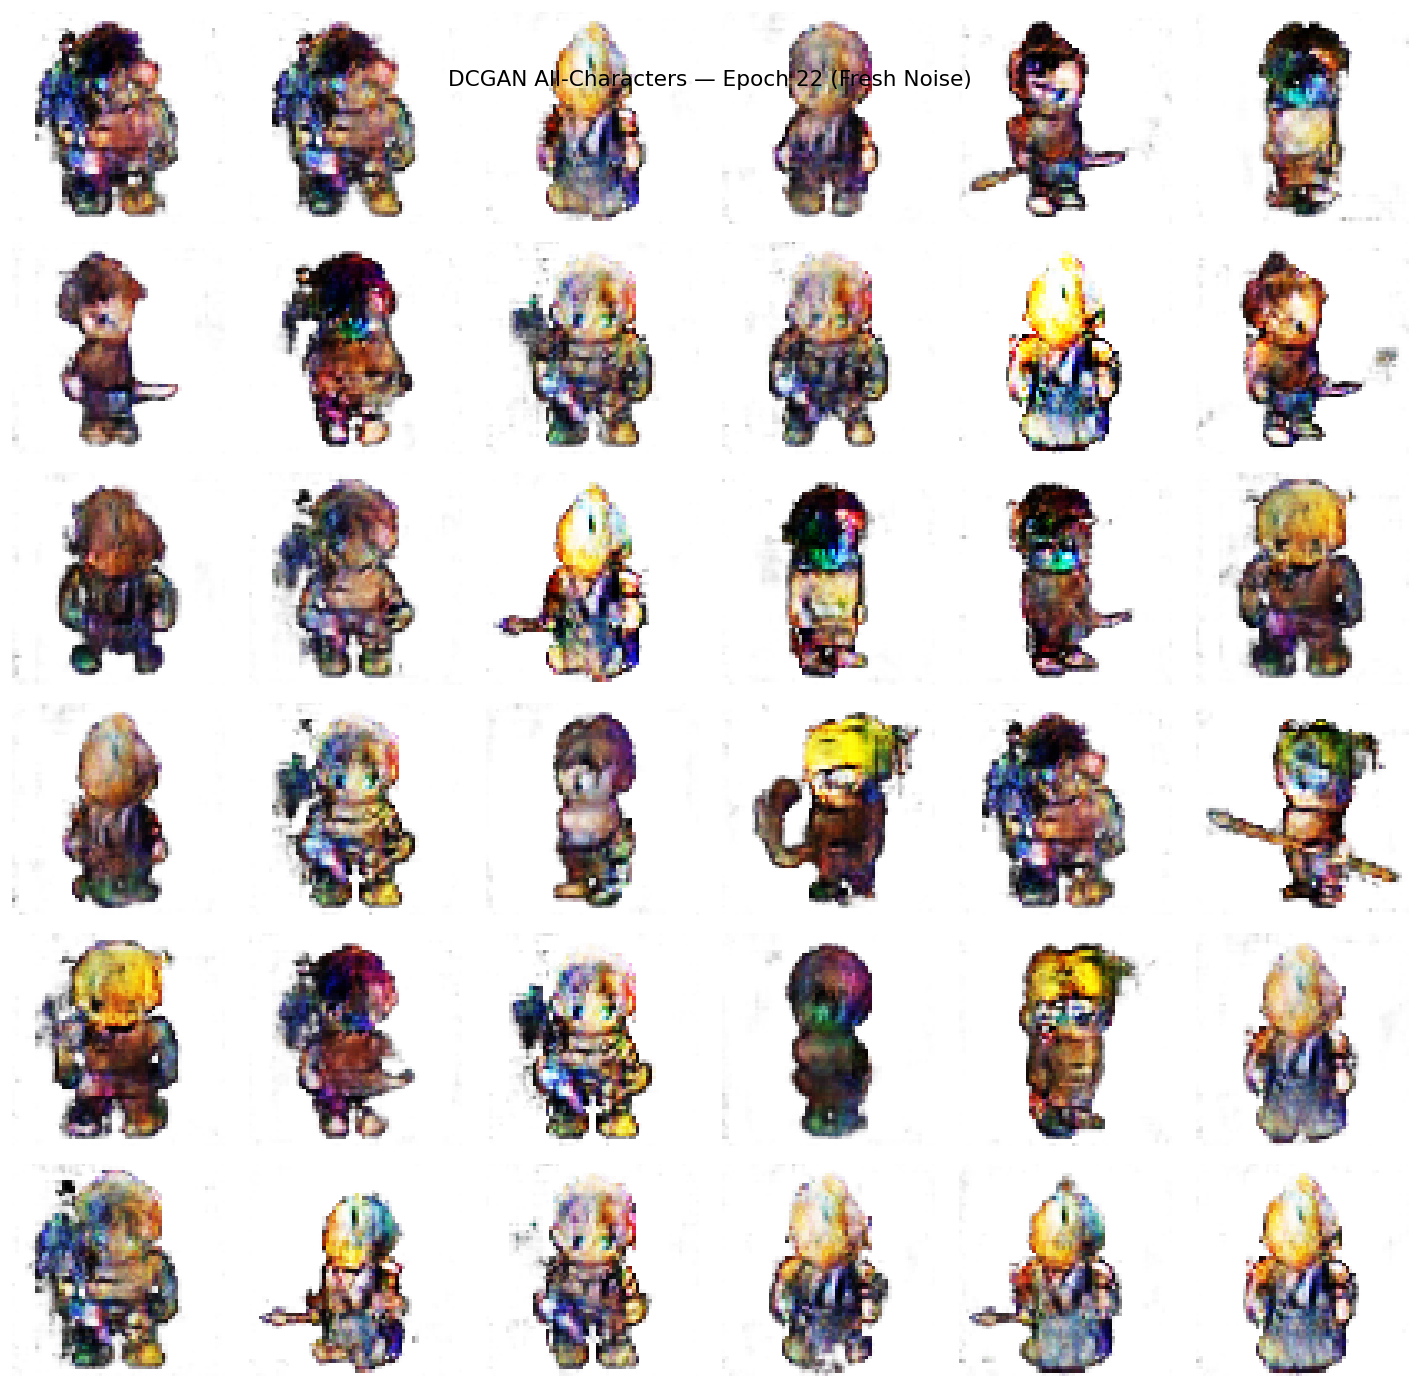 DCGAN All-Characters — Epoch 22 (Fresh Noise)